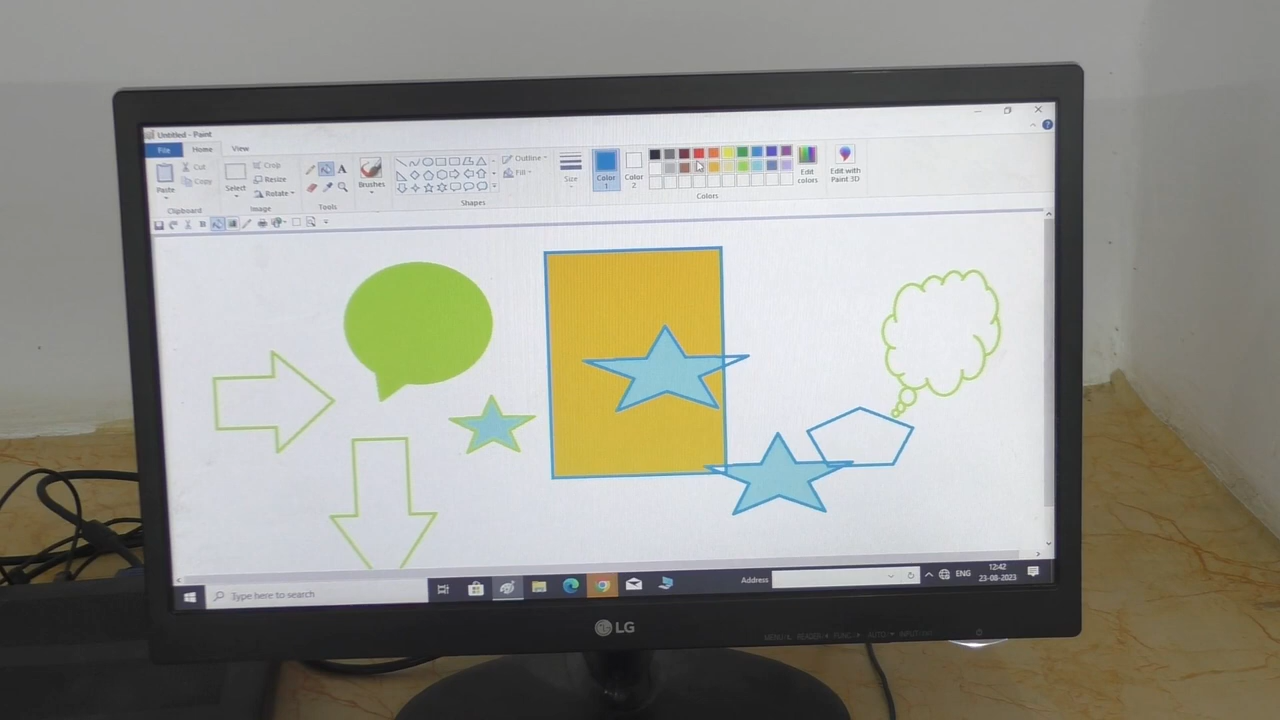 Untitled - Paint
File Home View
Paste
Cut
Copy
Clipboard
Select
Crop
Resize
Rotate
Image
A
Tools
Brushes
Shapes
Outline
Fill
Size
Color 1
Color 2
Colors
Edit colors
Edit with Paint 3D
Type here to search
Address
ENG
12:42
23-08-2023
LG